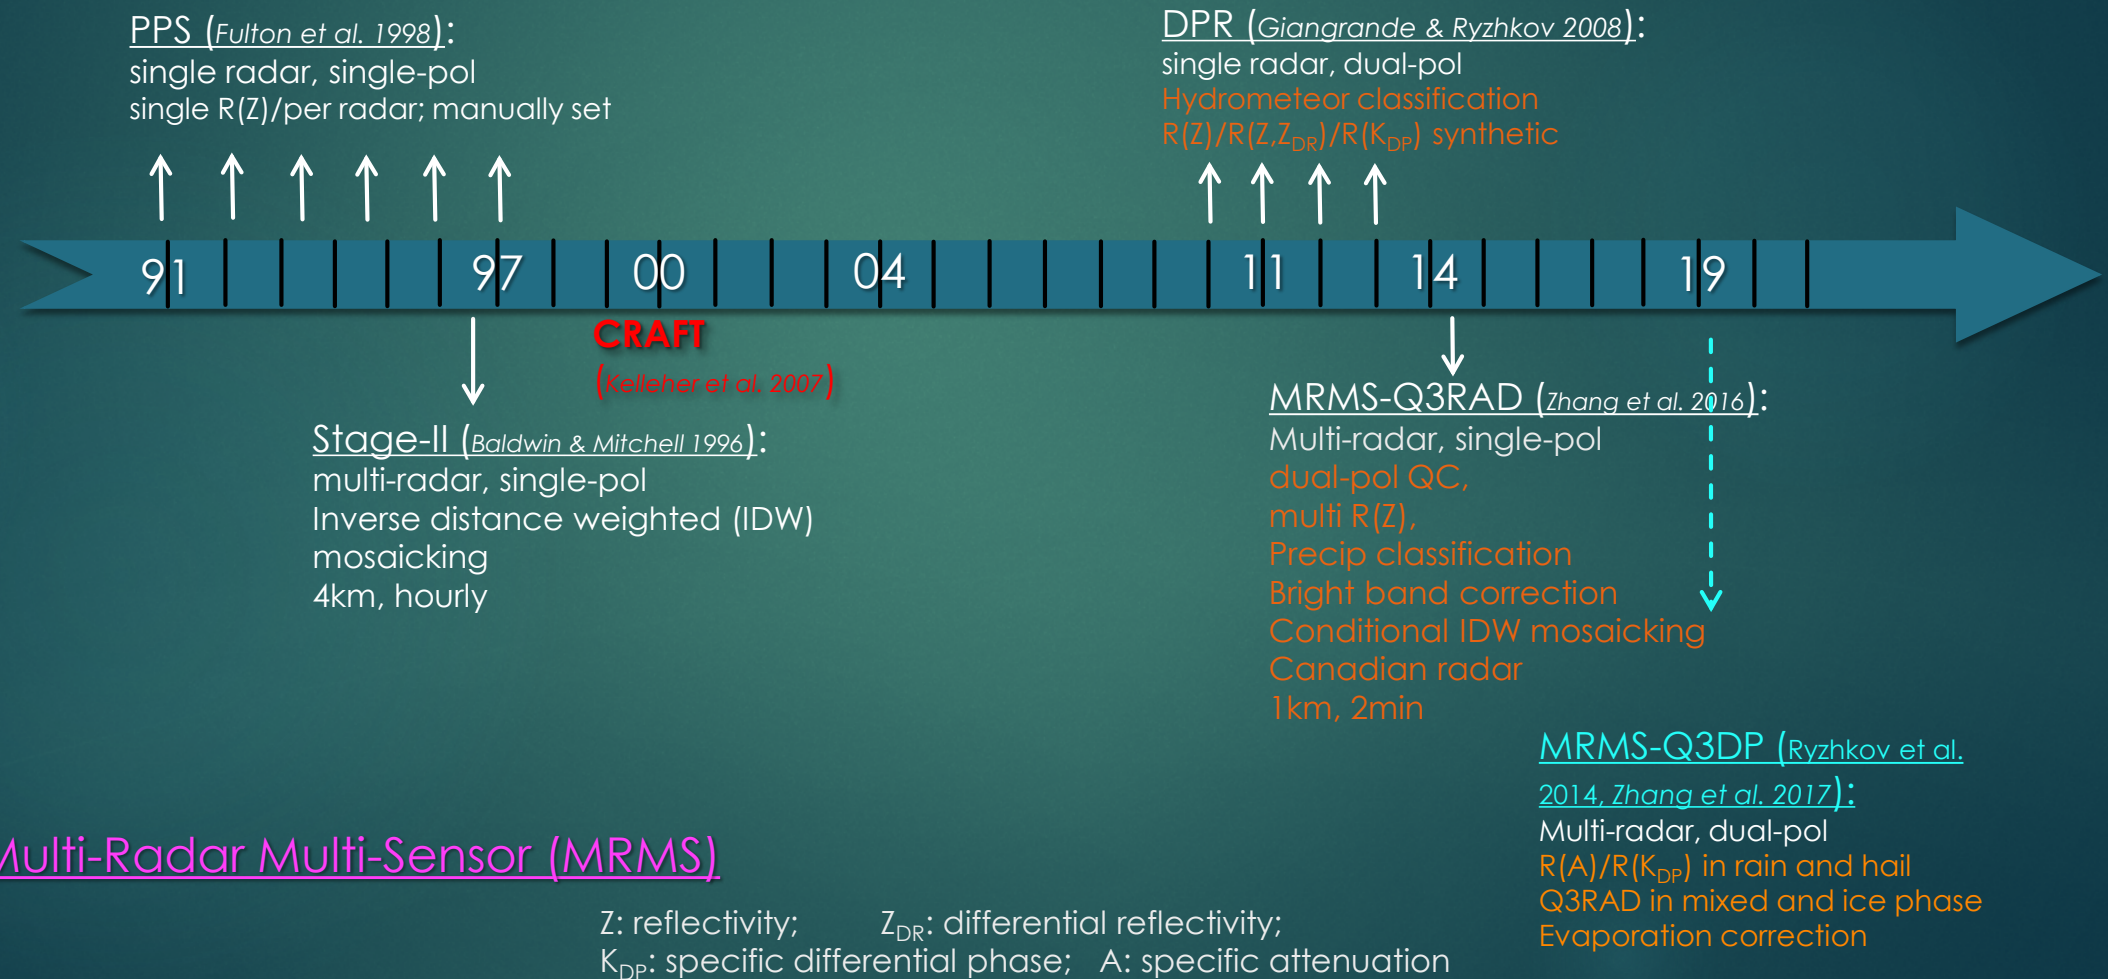 PPS (Fulton et al. 1998):
single radar, single-pol
single R(Z)/per radar; manually set
DPR (Giangrande & Ryzhkov 2008):
single radar, dual-pol
Hydrometeor classification
R(Z)/R(Z,ZDR)/R(KDP) synthetic
91 97 00 04 11 14 19
CRAFT
(Kelleher et al. 2007)
Stage-II (Baldwin & Mitchell 1996):
multi-radar, single-pol
Inverse distance weighted (IDW)
mosaicking
4km, hourly
MRMS-Q3RAD (Zhang et al. 2016):
Multi-radar, single-pol
dual-pol QC,
multi R(Z),
Precip classification
Bright band correction
Conditional IDW mosaicking
Canadian radar
1km, 2min
MRMS-Q3DP (Ryzhkov et al.
2014, Zhang et al. 2017):
Multi-radar, dual-pol
R(A)/R(KDP) in rain and hail
Q3RAD in mixed and ice phase
Evaporation correction
Multi-Radar Multi-Sensor (MRMS)
Z: reflectivity; ZDR: differential reflectivity;
KDP: specific differential phase; A: specific attenuation